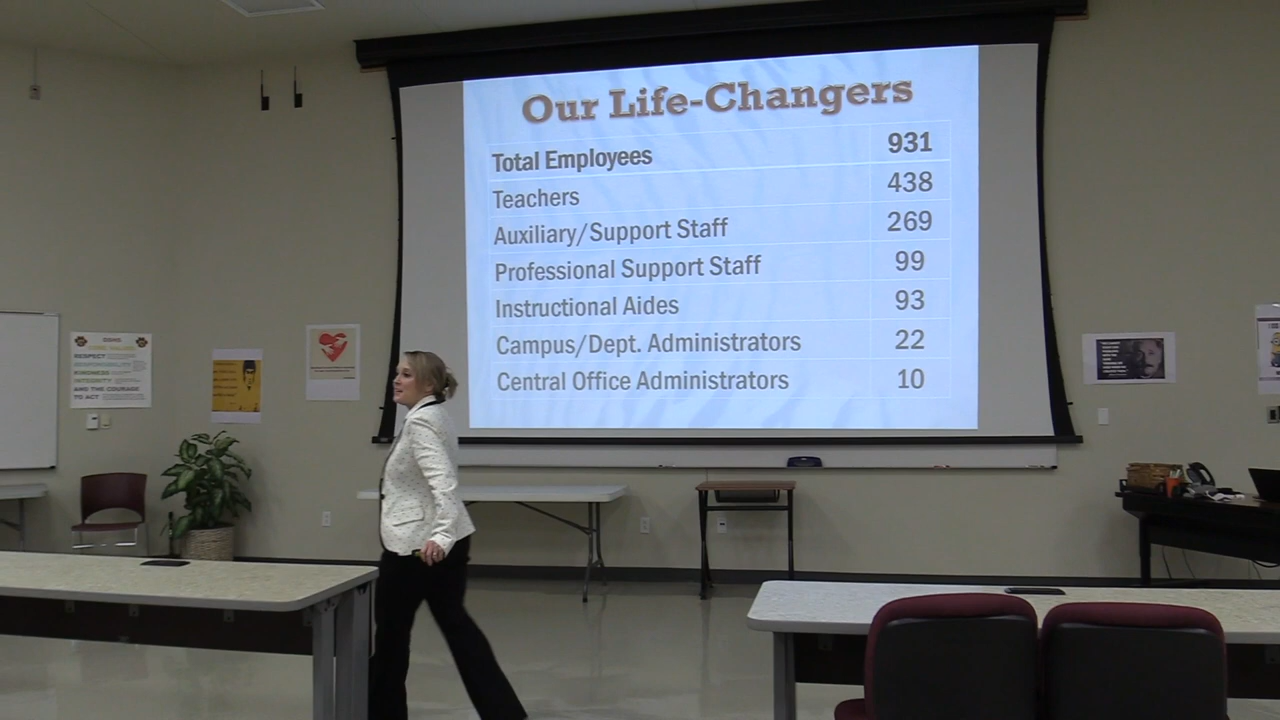 Our Life-Changers
Total Employees 931
Teachers 438
Auxiliary/Support Staff 269
Professional Support Staff 99
Instructional Aides 93
Campus/Dept. Administrators 22
Central Office Administrators 10
RESPECT
RESPONSIBILITY
KINDNESS
INTEGRITY
AND THE COURAGE
TO ACT